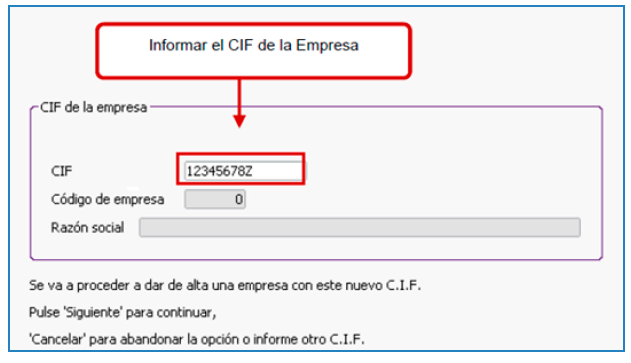 Informar el CIF de la Empresa
CIF de la empresa
CIF 12345678Z
Código de empresa 0
Razón social
Se va a proceder a dar de alta una empresa con este nuevo C.I.F.
Pulse 'Siguiente' para continuar,
'Cancelar' para abandonar la opción o informe otro C.I.F.